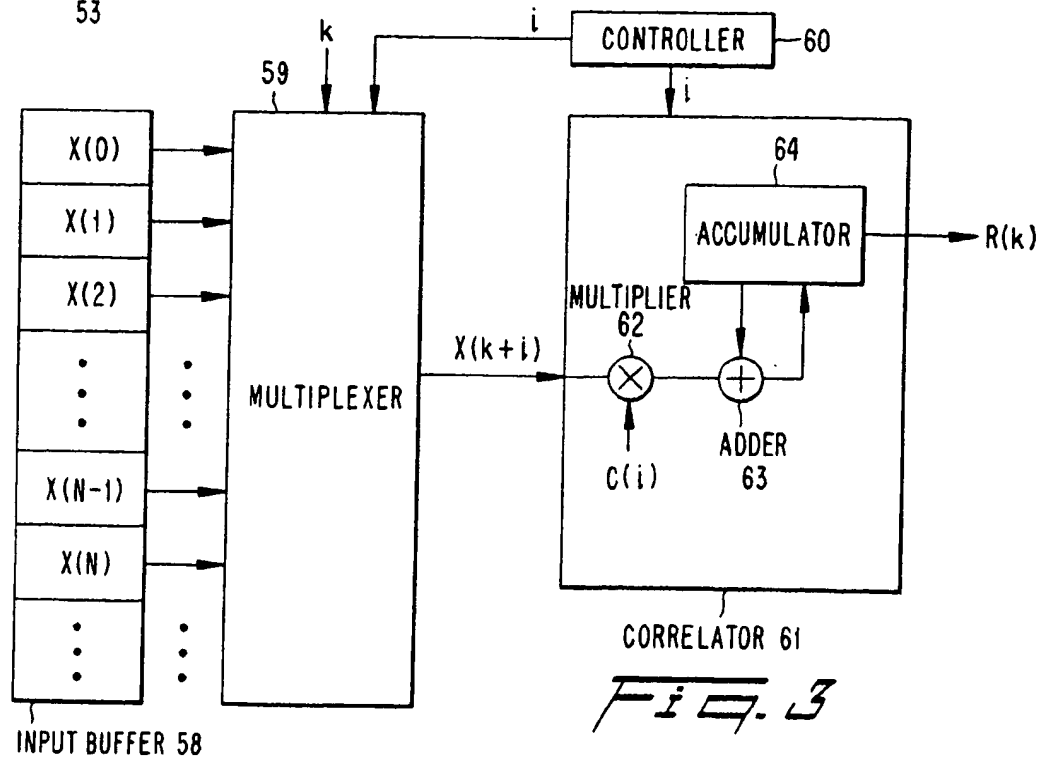 53
k
i
CONTROLLER
60
59
i
X(0)
X(1)
X(2)
X(N-1)
X(N)
MULTIPLEXER
X(k+i)
64
ACCUMULATOR
R(k)
MULTIPLIER
62
C(i)
ADDER
63
CORRELATOR 61
INPUT BUFFER 58
Fig. 3